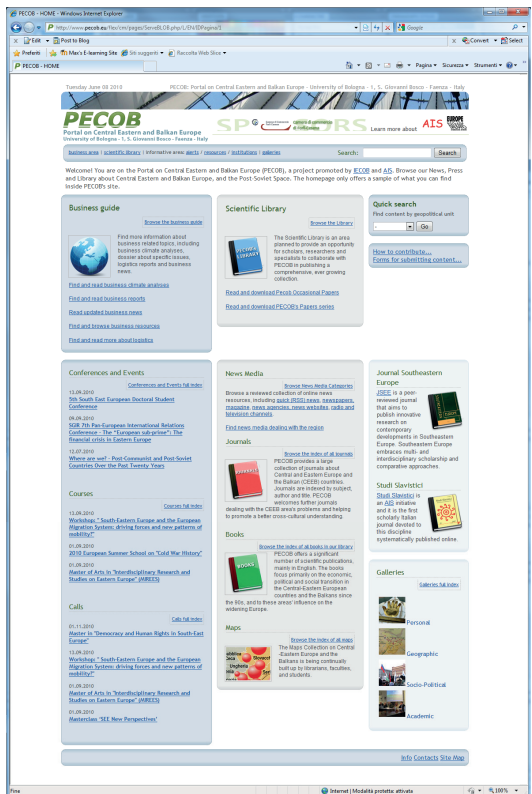 PECOB - HOME - Windows Internet Explorer
http://www.pecob.eu/flex/cm/pages/ServeBLOB.php/L/EN/IDPagina/1
Google
Edit
Post to Blog
Convert
Select
Preferiti
Max's E-learning Site
Siti suggeriti
Raccolta Web Slice
PECOB - HOME
Pagina
Sicurezza
Strumenti
Tuesday June 08 2010
PECOB: Portal on Central Eastern and Balkan Europe - University of Bologna - 1, S. Giovanni Bosco - Faenza - Italy
PECOB
Portal on Central Eastern and Balkan Europe
University of Bologna - 1, S. Giovanni Bosco - Faenza - Italy
Learn more about
AIS
EUROPE
business area | scientific library | Informative area: alerts / resources / institutions / galleries
Search:
Search
Welcome! You are on the Portal on Central Eastern and Balkan Europe (PECOB), a project promoted by IECOB and AIS. Browse our News, Press
and Library about Central Eastern and Balkan Europe, and the Post-Soviet Space. The homepage only offers a sample of what you can find
inside PECOB's site.
Business guide
Browse the business guide
Find more information about
business related topics, including
business climate analyses,
dossier about specific issues,
logistics reports and business
news.
Find and read business climate analyses
Find and read business reports
Read updated business news
Find and browse business resources
Find and read more about logistics
Scientific Library
Browse the Library
PECOB'S
LIBRARY
The Scientific Library is an area
planned to provide an opportunity
for scholars, researchers and
specialists to collaborate with
PECOB in publishing a
comprehensive, ever growing
collection.
Read and download Pecob Occasional Papers
Read and download PECOB's Papers series
Quick search
Find content by geopolitical unit
Go
How to contribute...
Forms for submitting content...
Conferences and Events
Conferences and Events full index
13.09.2010
5th South East European Doctoral Student
Conference
09.09.2010
SGIR 7th Pan-European International Relations
Conference - The "European sub-prime": The
financial crisis in Eastern Europe
12.07.2010
Where are we? - Post-Communist and Post-Soviet
Countries Over the Past Twenty Years
Courses
Courses full index
13.09.2010
Workshop: " South-Eastern Europe and the European
Migration System: driving forces and new patterns of
mobility?"
01.09.2010
2010 European Summer School on "Cold War History"
01.09.2010
Master of Arts in "Interdisciplinary Research and
Studies on Eastern Europe" (MIREES)
Calls
Calls full index
01.11.2010
Master in "Democracy and Human Rights in South-East
Europe"
13.09.2010
Workshop: " South-Eastern Europe and the European
Migration System: driving forces and new patterns of
mobility?"
01.09.2010
Master of Arts in "Interdisciplinary Research and
Studies on Eastern Europe" (MIREES)
01.09.2010
Masterclass 'SEE New Perspectives'
News Media
Browse News Media Categories
Browse a reviewed collection of online news
resources, including quick (RSS) news, newspapers,
magazine, news agencies, news websites, radio and
television channels.
Find news media dealing with the region
Journals
Browse the index of all journals
PECOB provides a large
collection of journals about
Central and Eastern Europe and
the Balkan (CEEB) countries.
Journals are indexed by subject,
author and title. PECOB
welcomes further journals
dealing with the CEEB area's problems and helping
to promote a better cross-cultural understanding.
Books
Browse the index of all books in our library
BOOKS
PECOB offers a significant
number of scientific publications,
mainly in English. The books
focus primarily on the economic,
political and social transition in
the Central-Eastern European
countries and the Balkans since
the 90s, and to these areas' influence on the
widening Europe.
Maps
Browse the index of all maps
The Maps Collection on Central
-Eastern Europe and the
Balkans is being continually
built up by librarians, faculties,
and students.
Journal Southeastern
Europe
JSEE is a peer-
reviewed journal
that aims to
publish innovative
research on
contemporary
developments in Southeastern
Europe. Southeastern Europe
embraces multi- and
interdisciplinary scholarship and
comparative approaches.
Studi Slavistici
Studi Slavistici is
an AIS initiative
and it is the first
scholarly Italian
journal devoted to
this discipline
systematically published online.
Galleries
Galleries full index
Personal
Geographic
Socio-Political
Academic
Info Contacts Site Map
Fine
Internet | Modalità protetta: attivata
100%